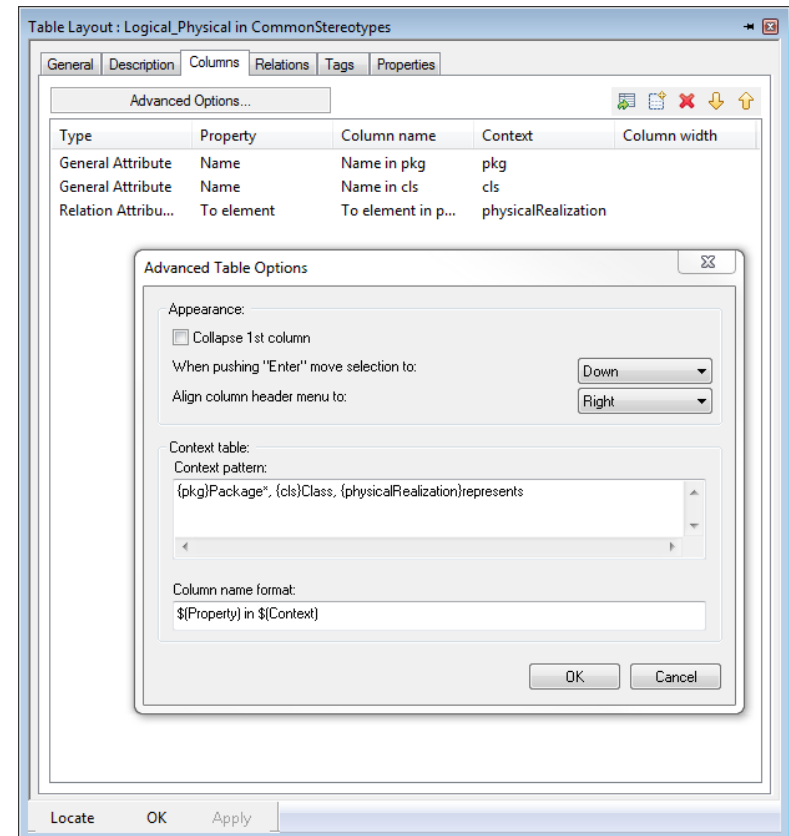 Table Layout : Logical_Physical in CommonStereotypes
General Description Columns Relations Tags Properties
Advanced Options...
Type Property Column name Context Column width
General Attribute Name Name in pkg pkg
General Attribute Name Name in cls cls
Relation Attribu... To element To element in p... physicalRealization
Advanced Table Options
Appearance:
Collapse 1st column
When pushing "Enter" move selection to: Down
Align column header menu to: Right
Context table:
Context pattern:
{pkg}Package*, {cls}Class, {physicalRealization}represents
Column name format:
$(Property) in $(Context)
OK Cancel
Locate OK Apply